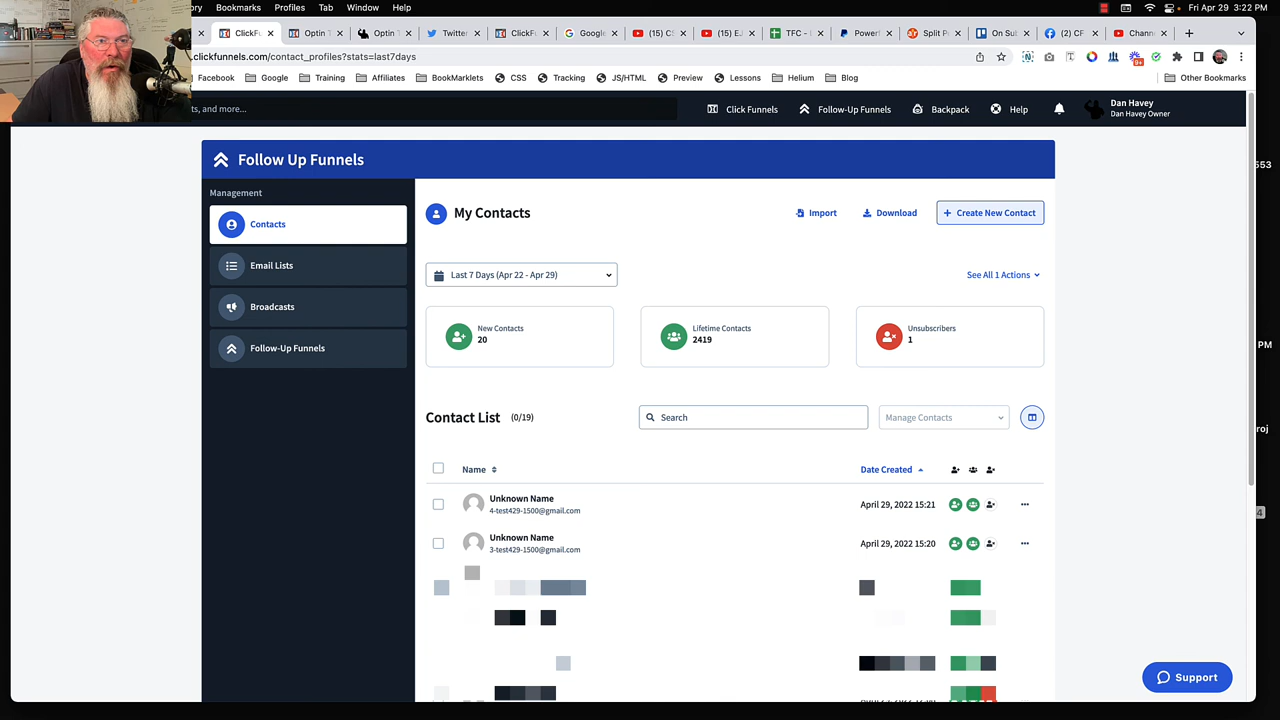 ory Bookmarks Profiles Tab Window Help Fri Apr 29 3:22 PM
ClickFu Optin T Optin T Twitter ClickFu Google (15) C (15) E TFC Power Split P On Sub (2) CF Chann
.clickfunnels.com/contact_profiles?stats=last7days
9+
Facebook Google Training Affiliates BookMarklets CSS Tracking JS/HTML Preview Lessons Helium Blog Other Bookmarks
ts, and more... Click Funnels Follow-Up Funnels Backpack Help Dan Havey
Dan Havey Owner
Follow Up Funnels
553
Management
Contacts
Email Lists
Broadcasts
Follow-Up Funnels
My Contacts Import Download + Create New Contact
Last 7 Days (Apr 22 - Apr 29) See All 1 Actions
New Contacts
20
Lifetime Contacts
2419
Unsubscribers
1
PM
Contact List (0/19) Search Manage Contacts
roj
Name Date Created
Unknown Name
4-test429-1500@gmail.com
April 29, 2022 15:21 ...
Unknown Name
3-test429-1500@gmail.com
April 29, 2022 15:20 ...
4
Support